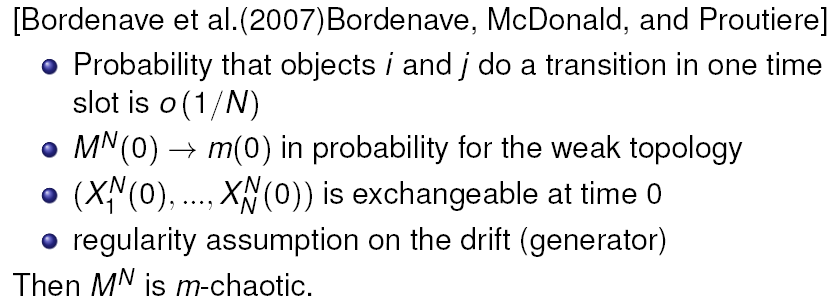 [Bordenave et al.(2007)Bordenave, McDonald, and Proutiere]
Probability that objects i and j do a transition in one time
slot is o (1/N)
M^N(0) → m(0) in probability for the weak topology
(X_1^N(0), ..., X_N^N(0)) is exchangeable at time 0
regularity assumption on the drift (generator)
Then M^N is m-chaotic.